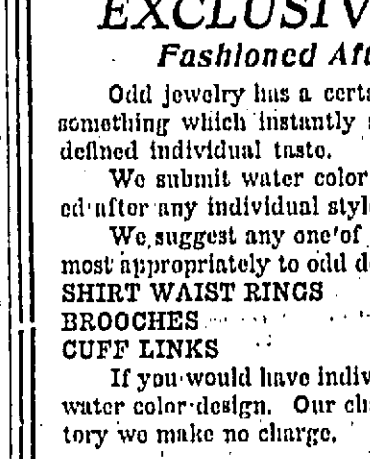 EXCLUSIV
Fashioned Aft
Odd jewelry has a certa
something which instantly
defined individual taste.
We submit water color
ed after any individual style
We suggest any one of
most appropriately to odd d
SHIRT WAIST RINGS
BROOCHES
CUFF LINKS
If you would have indiv
water color design. Our ch
tory we make no charge.